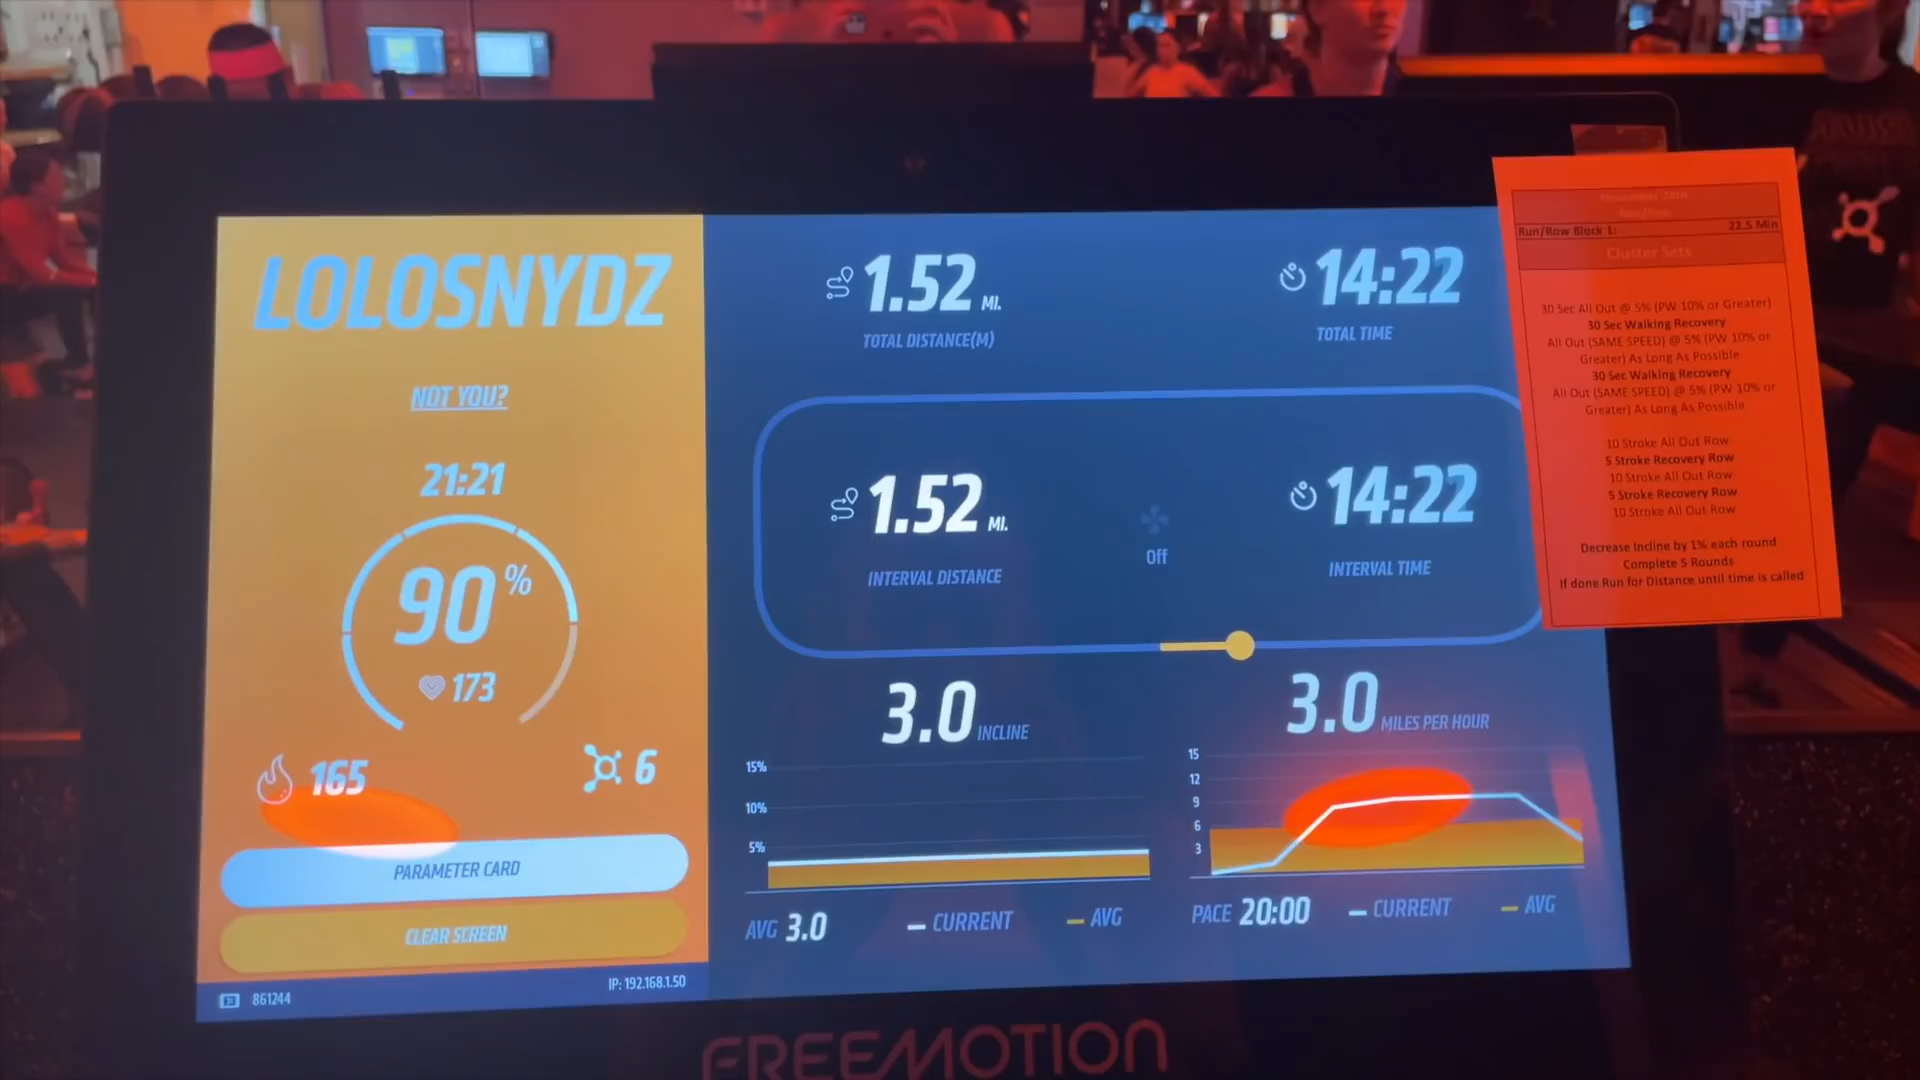 LOLOSNYDZ
NOT YOU?
21:21
90%
173
165
6
PARAMETER CARD
CLEAR SCREEN
861244
IP: 192.168.1.50
1.52 MI.
TOTAL DISTANCE(M)
14:22
TOTAL TIME
1.52 MI.
INTERVAL DISTANCE
Off
14:22
INTERVAL TIME
3.0 INCLINE
15%
10%
5%
AVG 3.0
CURRENT
AVG
3.0 MILES PER HOUR
15
12
9
6
3
PACE 20:00
CURRENT
AVG
Run/Row Block 1: 22.5 Min
Cluster Sets
30 Sec All Out @ 5% (PW 10% or Greater)
30 Sec Walking Recovery
All Out (SAME SPEED) @ 5% (PW 10% or
Greater) As Long As Possible
30 Sec Walking Recovery
All Out (SAME SPEED) @ 5% (PW 10% or
Greater) As Long As Possible
10 Stroke All Out Row
5 Stroke Recovery Row
10 Stroke All Out Row
5 Stroke Recovery Row
10 Stroke All Out Row
Decrease Incline by 1% each round
Complete 5 Rounds
If done Run for Distance until time is called
FREEMOTION